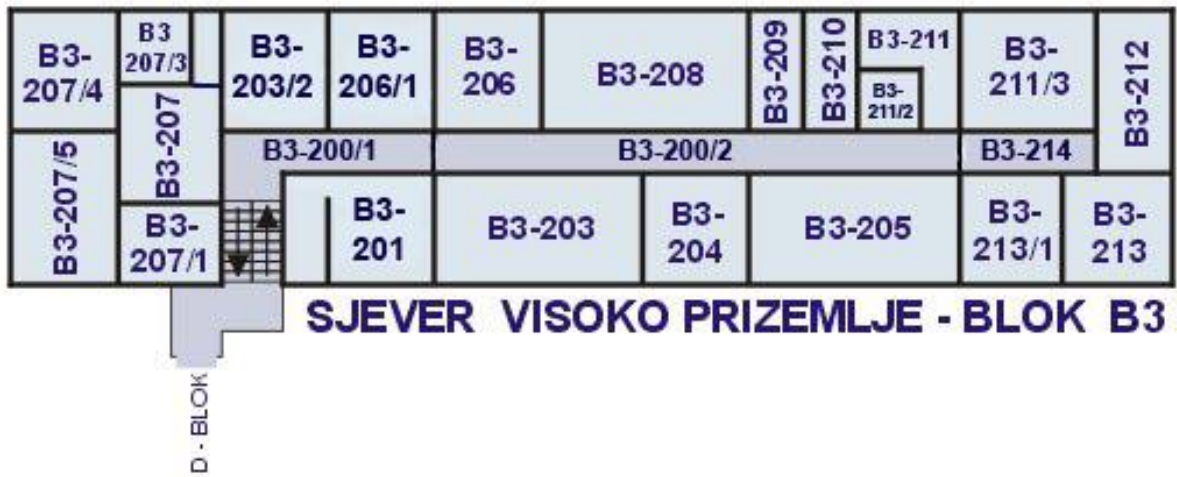 B3-
207/4
B3
207/3
B3-
203/2
B3-
206/1
B3-
206
B3-208
B3-209
B3-210
B3-211
B3-
211/2
B3-
211/3
B3-212
B3-207/5
B3-207
B3-
207/1
B3-200/1
B3-200/2
B3-214
B3-
201
B3-203
B3-
204
B3-205
B3-
213/1
B3-
213
SJEVER VISOKO PRIZEMLJE - BLOK B3
D - BLOK